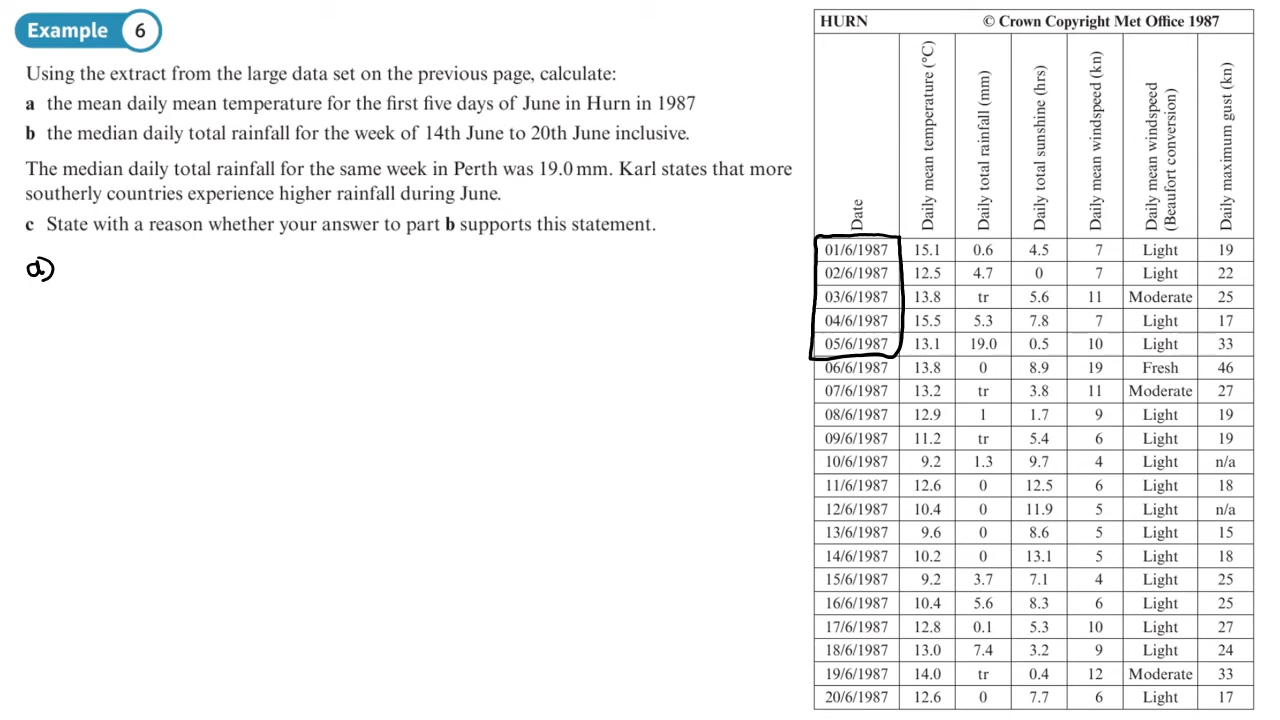 Example 6
Using the extract from the large data set on the previous page, calculate:
a the mean daily mean temperature for the first five days of June in Hurn in 1987
b the median daily total rainfall for the week of 14th June to 20th June inclusive.
The median daily total rainfall for the same week in Perth was 19.0 mm. Karl states that more
southerly countries experience higher rainfall during June.
c State with a reason whether your answer to part b supports this statement.
a)
HURN © Crown Copyright Met Office 1987
Date
Daily mean temperature (°C)
Daily total rainfall (mm)
Daily total sunshine (hrs)
Daily mean windspeed (kn)
Daily mean windspeed
(Beaufort conversion)
Daily maximum gust (kn)
01/6/1987 15.1 0.6 4.5 7 Light 19
02/6/1987 12.5 4.7 0 7 Light 22
03/6/1987 13.8 tr 5.6 11 Moderate 25
04/6/1987 15.5 5.3 7.8 7 Light 17
05/6/1987 13.1 19.0 0.5 10 Light 33
06/6/1987 13.8 0 8.9 19 Fresh 46
07/6/1987 13.2 tr 3.8 11 Moderate 27
08/6/1987 12.9 1 1.7 9 Light 19
09/6/1987 11.2 tr 5.4 6 Light 19
10/6/1987 9.2 1.3 9.7 4 Light n/a
11/6/1987 12.6 0 12.5 6 Light 18
12/6/1987 10.4 0 11.9 5 Light n/a
13/6/1987 9.6 0 8.6 5 Light 15
14/6/1987 10.2 0 13.1 5 Light 18
15/6/1987 9.2 3.7 7.1 4 Light 25
16/6/1987 10.4 5.6 8.3 6 Light 25
17/6/1987 12.8 0.1 5.3 10 Light 27
18/6/1987 13.0 7.4 3.2 9 Light 24
19/6/1987 14.0 tr 0.4 12 Moderate 33
20/6/1987 12.6 0 7.7 6 Light 17